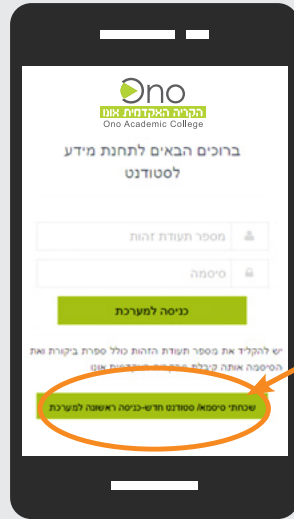 Ono
הקריה האקדמית אונו
Ono Academic College
ברוכים הבאים לתחנת מידע
לסטודנט
מספר תעודת זהות
סיסמה
כניסה למערכת
יש להקליד את מספר תעודת הזהות כולל ספרת ביקורת ואת
הסיסמה אותה קיבלת אונו
שכחתי סיסמא/ סטודנט חדש-כניסה ראשונה למערכת